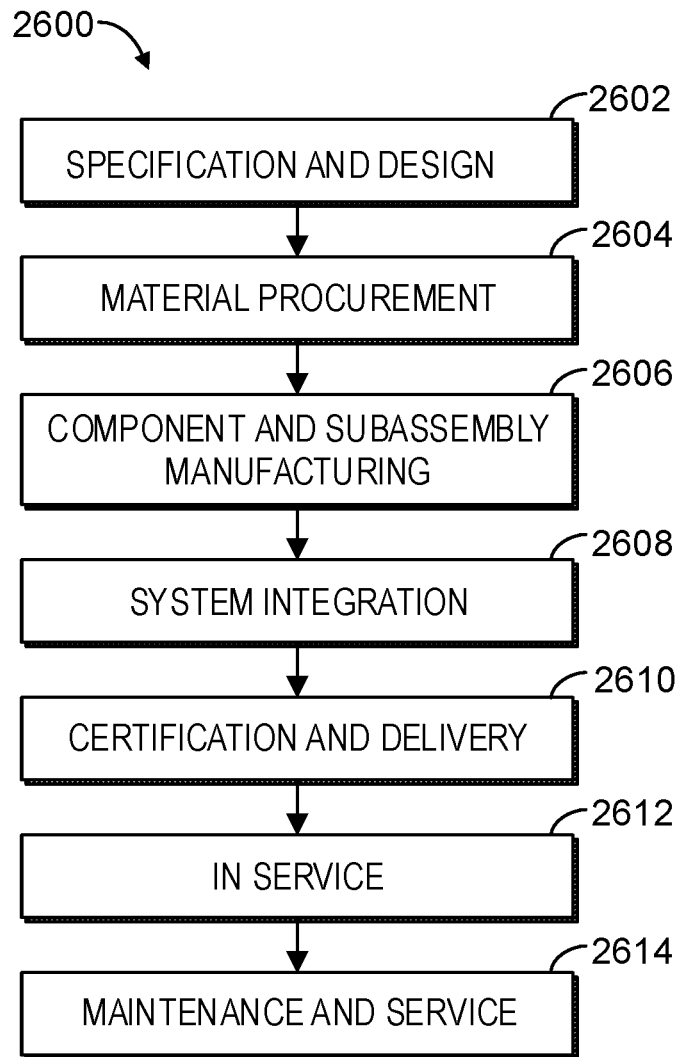 2600
2602
SPECIFICATION AND DESIGN
2604
MATERIAL PROCUREMENT
2606
COMPONENT AND SUBASSEMBLY
MANUFACTURING
2608
SYSTEM INTEGRATION
2610
CERTIFICATION AND DELIVERY
2612
IN SERVICE
2614
MAINTENANCE AND SERVICE